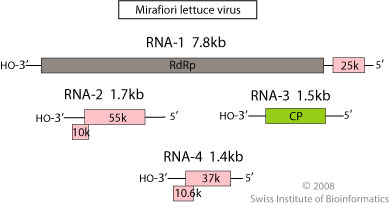 Mirafiori lettuce virus
RNA-1 7.8kb
HO-3' RdRp 25k 5'
RNA-2 1.7kb
HO-3' 55k 5'
10k
RNA-3 1.5kb
HO-3' CP 5'
RNA-4 1.4kb
HO-3' 37k 5'
10.6k
© 2008
Swiss Institute of Bioinformatics